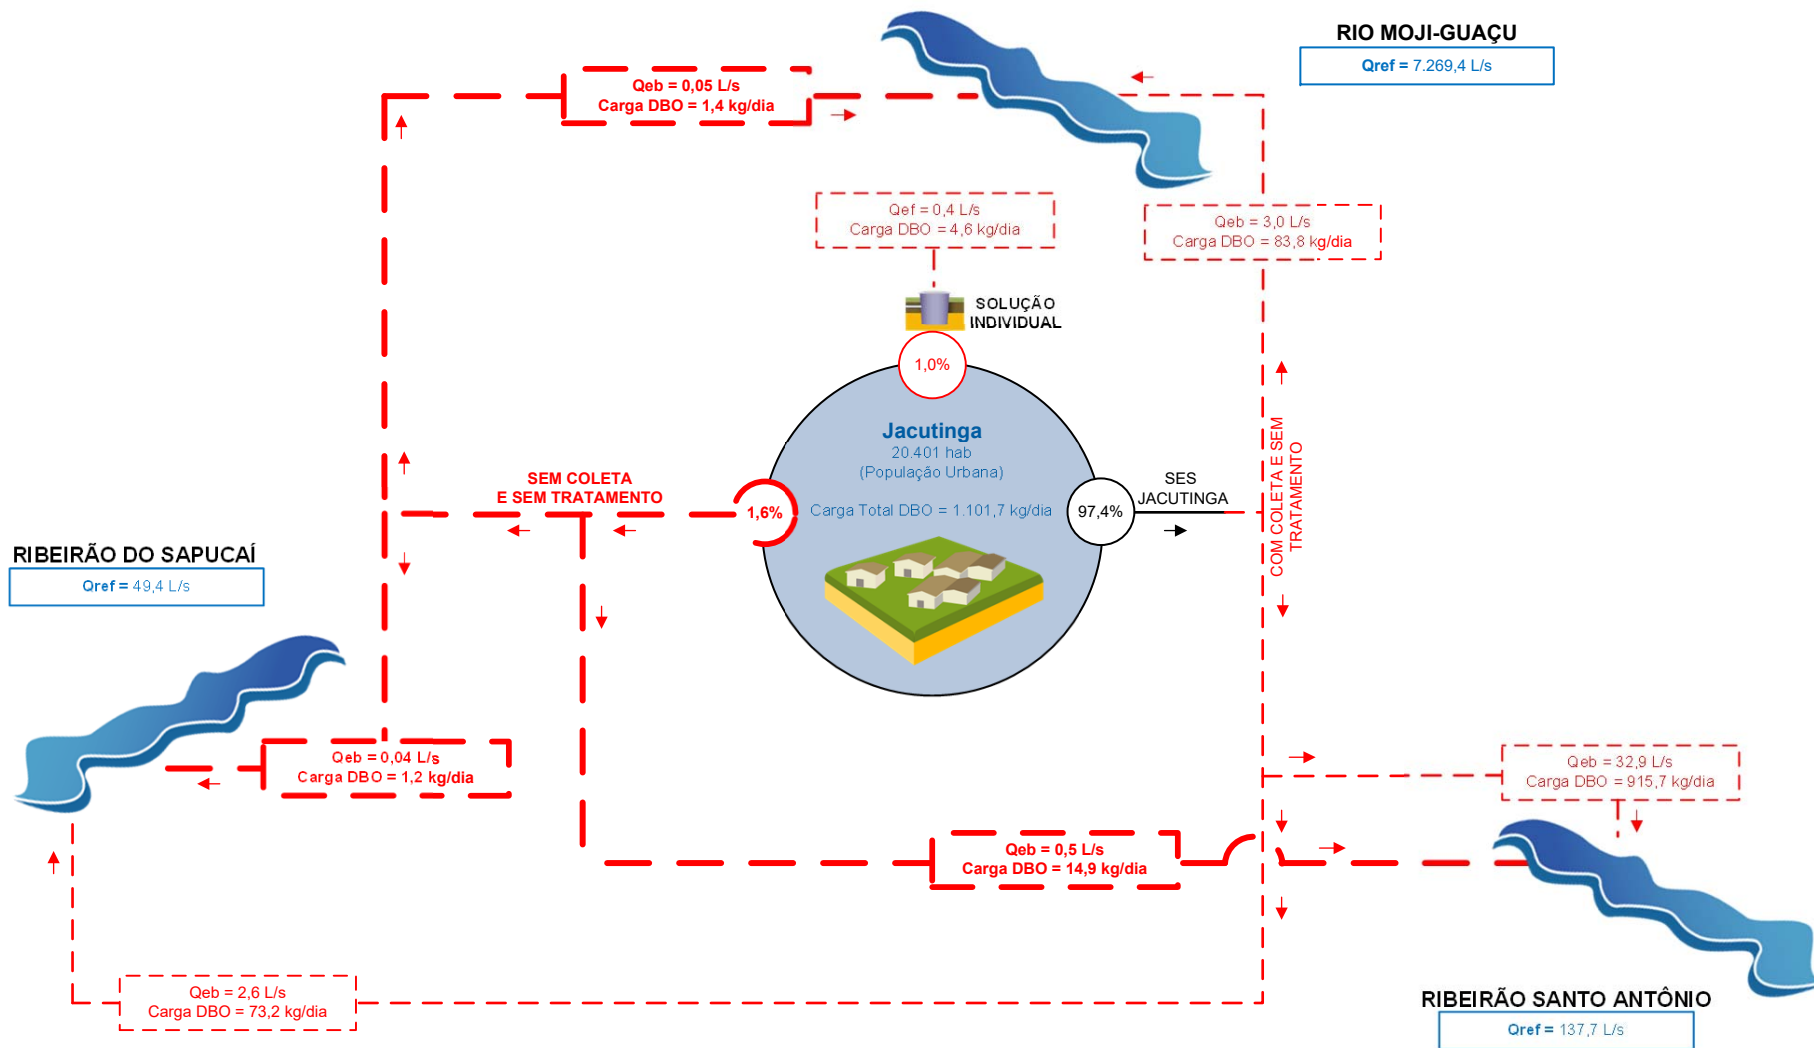 RIO MOJI-GUAÇU
Qref = 7.269,4 L/s
Qeb = 0,05 L/s
Carga DBO = 1,4 kg/dia
Qef = 0,4 L/s
Carga DBO = 4,6 kg/dia
Qeb = 3,0 L/s
Carga DBO = 83,8 kg/dia
SOLUÇÃO
INDIVIDUAL
1,0%
Jacutinga
20.401 hab
(População Urbana)
Carga Total DBO = 1.101,7 kg/dia
SEM COLETA
E SEM TRATAMENTO
1,6%
97,4%
SES
JACUTINGA
COM COLETA E SEM
TRATAMENTO
RIBEIRÃO DO SAPUCAÍ
Qref = 49,4 L/s
Qeb = 0,04 L/s
Carga DBO = 1,2 kg/dia
Qeb = 32,9 L/s
Carga DBO = 915,7 kg/dia
Qeb = 0,5 L/s
Carga DBO = 14,9 kg/dia
Qeb = 2,6 L/s
Carga DBO = 73,2 kg/dia
RIBEIRÃO SANTO ANTÔNIO
Qref = 137,7 L/s